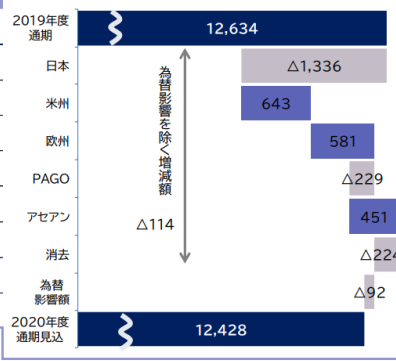 2019年度
通期
12,634
日本
△1,336
米州
643
欧州
581
PAGO
△229
アセアン
451
消去
△224
為替
影響額
△92
2020年度
通期見込
12,428
為替影響を除く増減額
△114